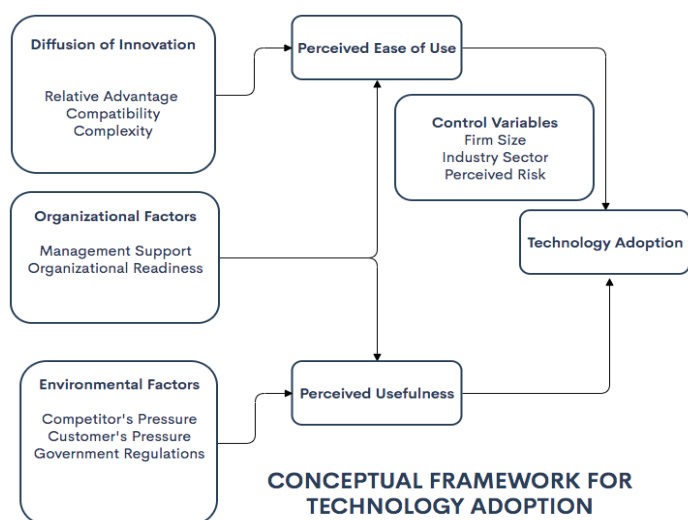 Diffusion of Innovation
Relative Advantage
Compatibility
Complexity
Perceived Ease of Use
Control Variables
Firm Size
Industry Sector
Perceived Risk
Organizational Factors
Management Support
Organizational Readiness
Technology Adoption
Environmental Factors
Competitor's Pressure
Customer's Pressure
Government Regulations
Perceived Usefulness
CONCEPTUAL FRAMEWORK FOR
TECHNOLOGY ADOPTION